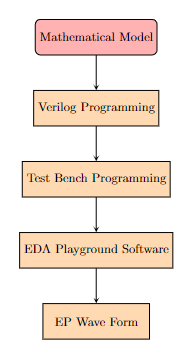 Mathematical Model
Verilog Programming
Test Bench Programming
EDA Playground Software
EP Wave Form